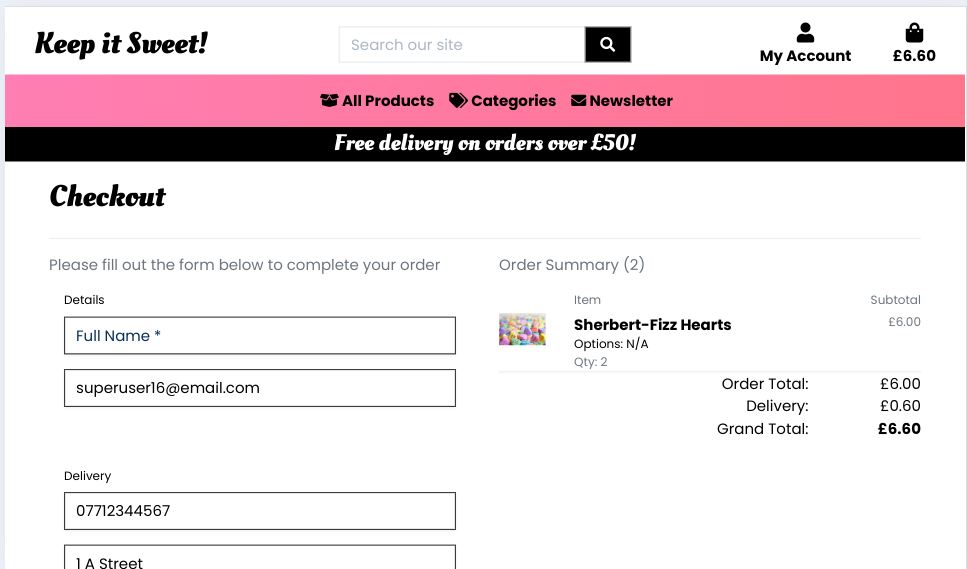 Keep it Sweet!
Search our site
My Account
£6.60
All Products
Categories
Newsletter
Free delivery on orders over £50!
Checkout
Please fill out the form below to complete your order
Details
Full Name *
superuser16@email.com
Delivery
07712344567
1 A Street
Order Summary (2)
Item
Subtotal
Sherbert-Fizz Hearts
£6.00
Options: N/A
Qty: 2
Order Total: £6.00
Delivery: £0.60
Grand Total: £6.60